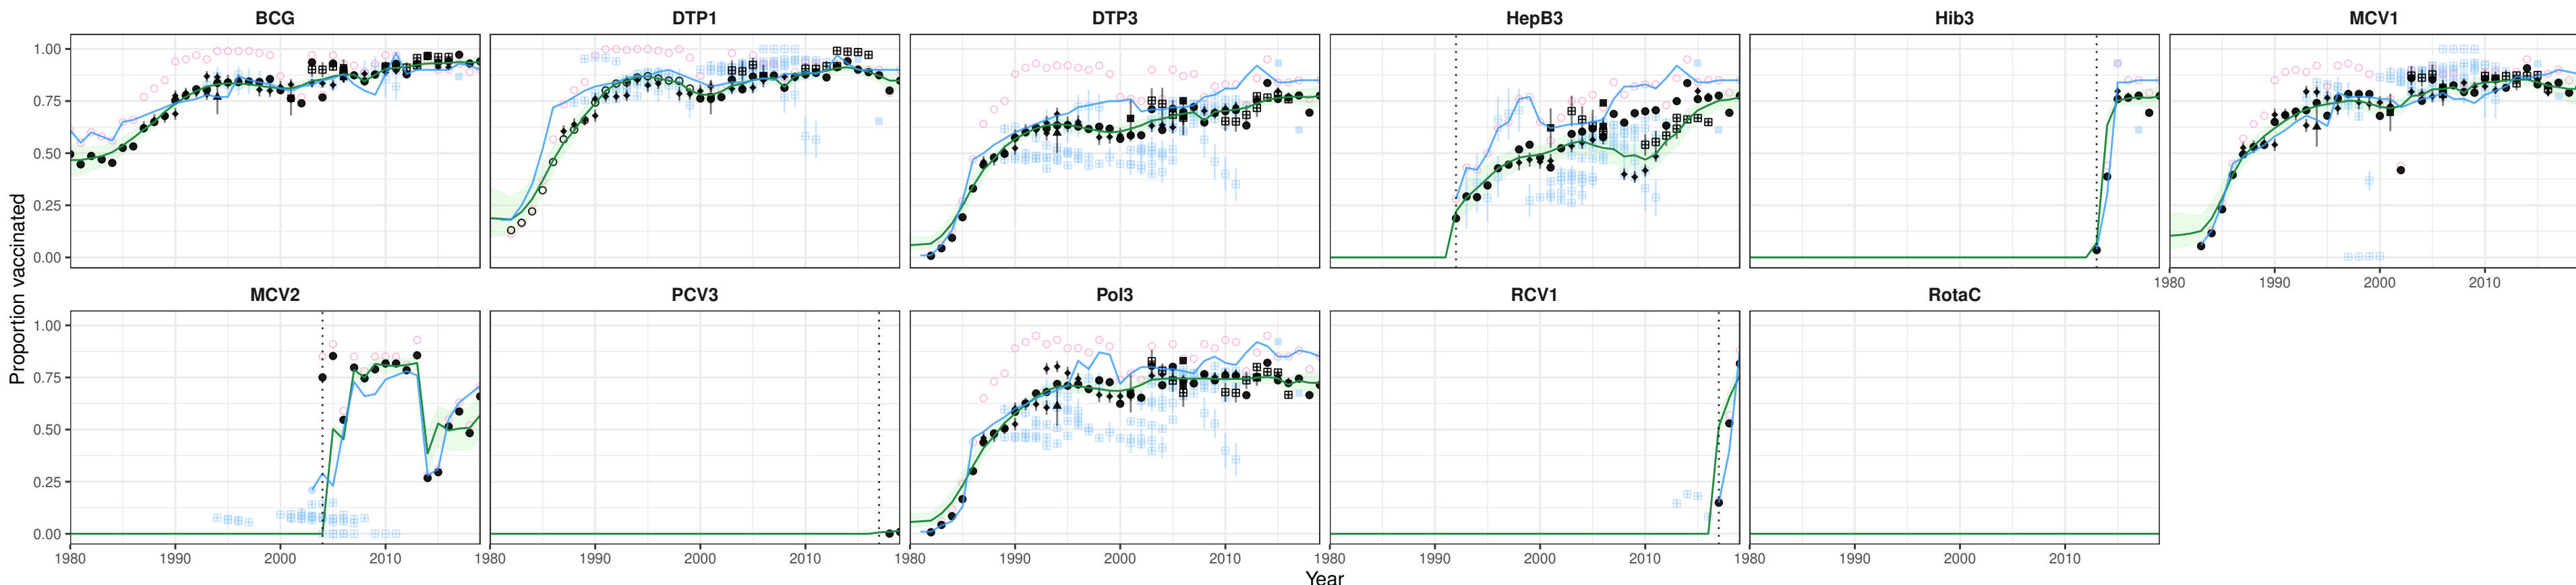 BCG DTP1 DTP3 HepB3 Hib3 MCV1
1.00
0.75
0.50
0.25
0.00
1980 1990 2000 2010
MCV2 PCV3 Pol3 RCV1 RotaC
1.00
0.75
0.50
0.25
0.00
1980 1990 2000 2010 1980 1990 2000 2010 1980 1990 2000 2010 1980 1990 2000 2010 1980 1990 2000 2010
Proportion vaccinated
Year